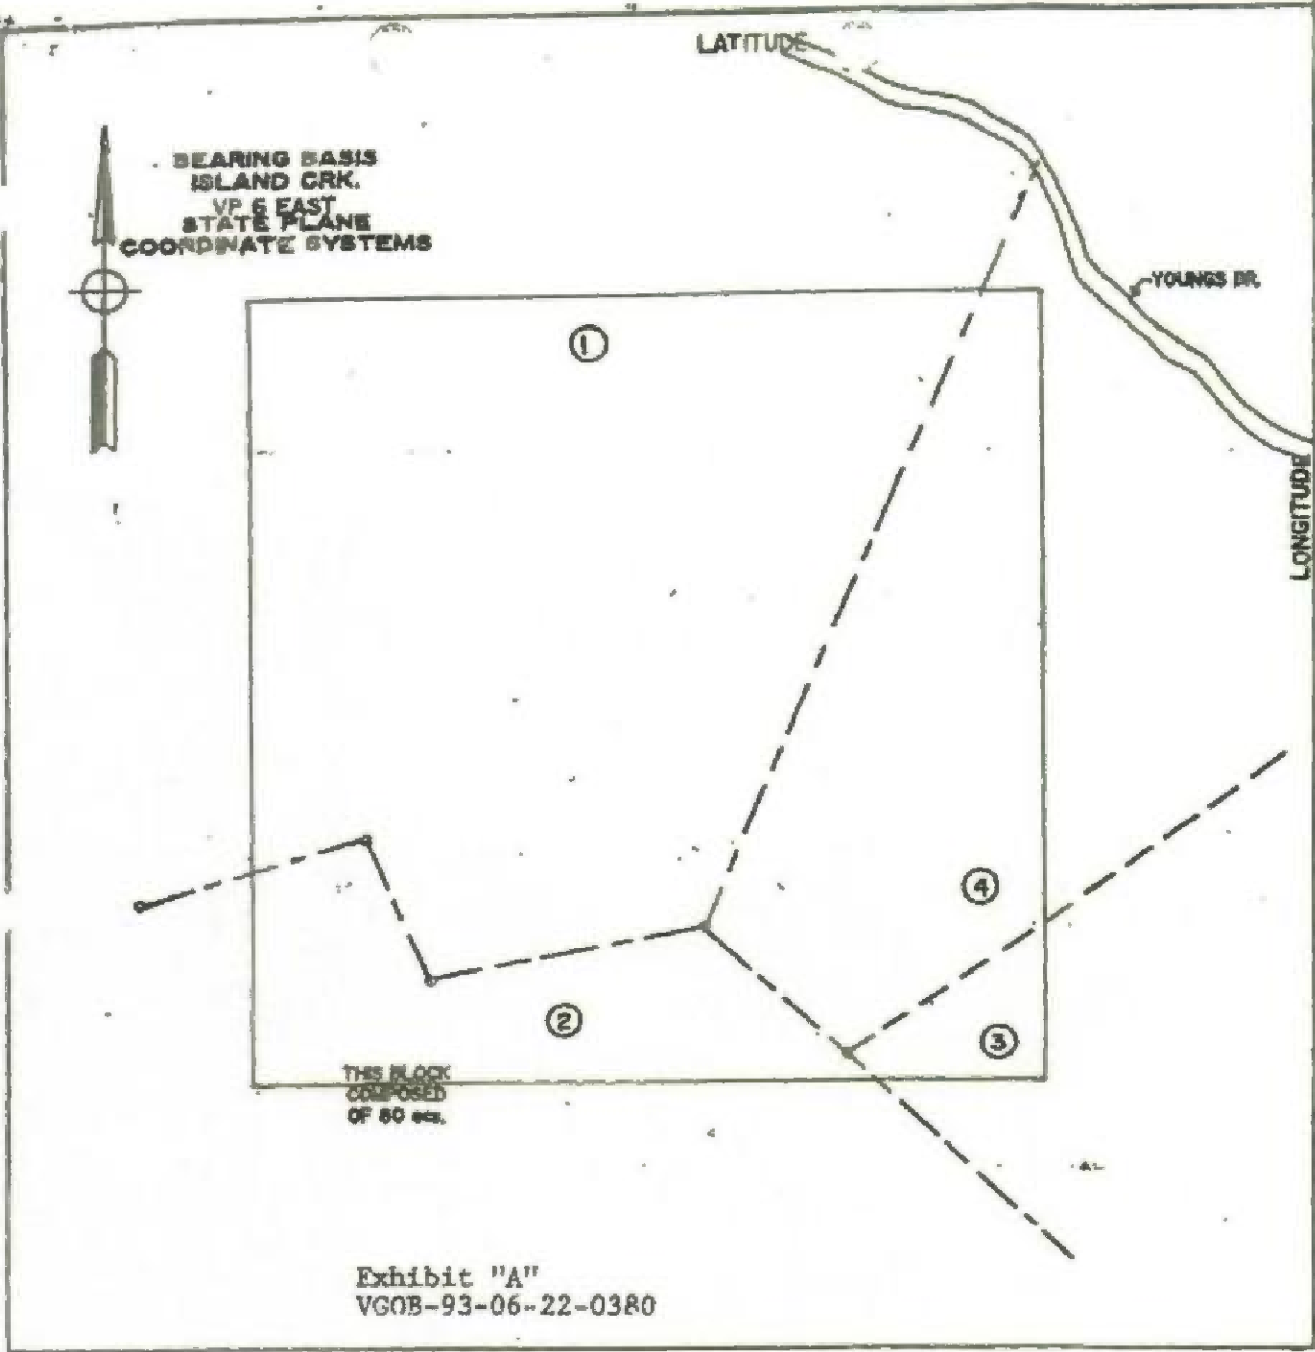 LATITUDE
BEARING BASIS
ISLAND CRK.
VP 6 EAST
STATE PLANE
COORDINATE SYSTEMS
YOUNGS BR.
1
LONGITUDE
4
2
3
THIS BLOCK
COMPOSED
OF 80 acs.
Exhibit "A"
VGOB-93-06-22-0380